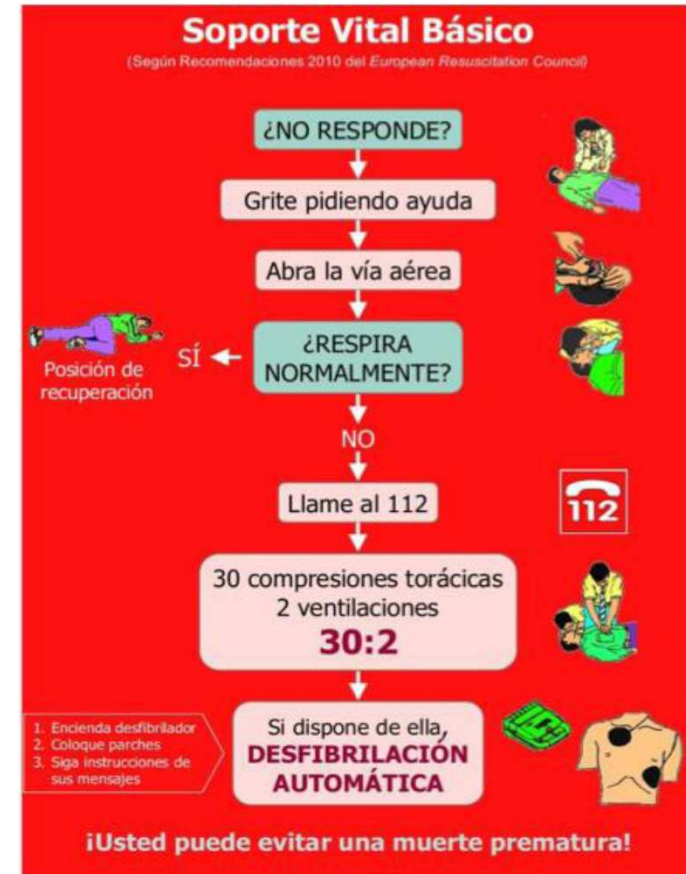 Soporte Vital Básico
(Según Recomendaciones 2010 del European Resuscitation Council)
¿NO RESPONDE?
Grite pidiendo ayuda
Abra la vía aérea
¿RESPIRA
NORMALMENTE?
SÍ
Posición de
recuperación
NO
Llame al 112
112
30 compresiones torácicas
2 ventilaciones
30:2
1. Encienda desfibrilador
2. Coloque parches
3. Siga instrucciones de
sus mensajes
Si dispone de ella,
DESFIBRILACIÓN
AUTOMÁTICA
¡Usted puede evitar una muerte prematura!